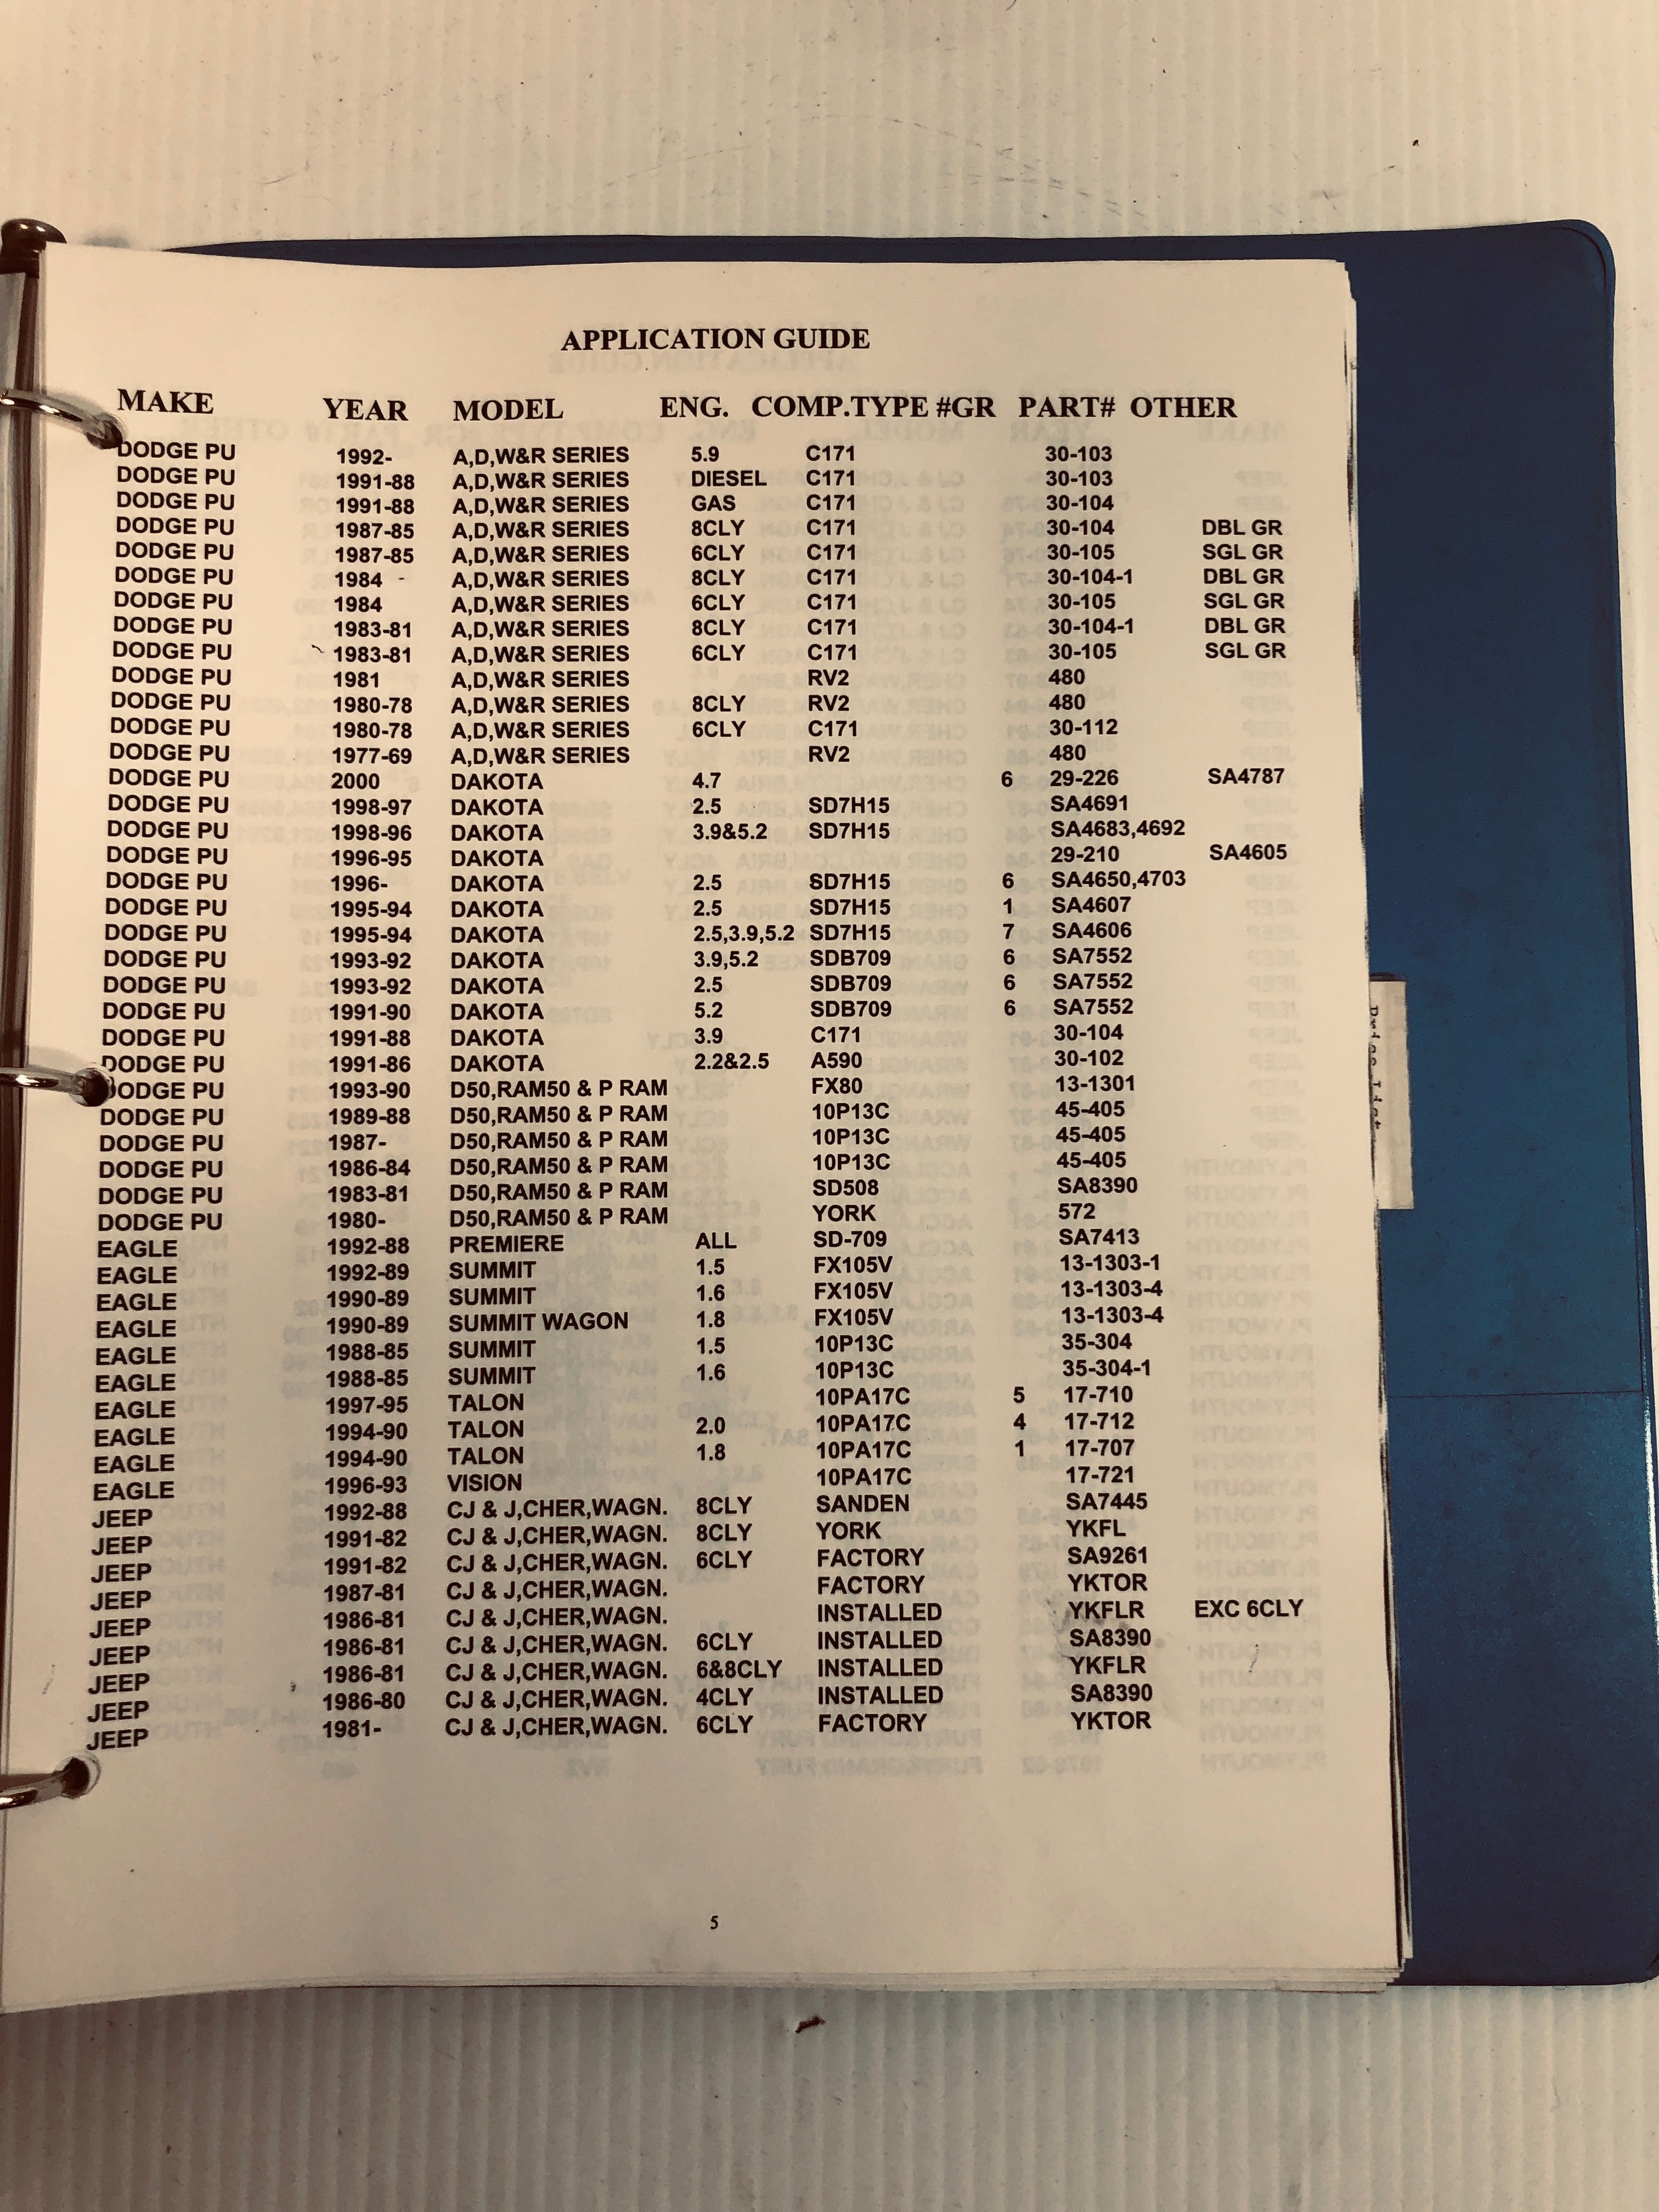 APPLICATION GUIDE
MAKE YEAR MODEL ENG. COMP.TYPE #GR PART# OTHER
DODGE PU 1992- A,D,W&R SERIES 5.9 C171 30-103
DODGE PU 1991-88 A,D,W&R SERIES DIESEL C171 30-103
DODGE PU 1991-88 A,D,W&R SERIES GAS C171 30-104
DODGE PU 1987-85 A,D,W&R SERIES 8CLY C171 30-104 DBL GR
DODGE PU 1987-85 A,D,W&R SERIES 6CLY C171 30-105 SGL GR
DODGE PU 1984 A,D,W&R SERIES 8CLY C171 30-104-1 DBL GR
DODGE PU 1984 A,D,W&R SERIES 6CLY C171 30-105 SGL GR
DODGE PU 1983-81 A,D,W&R SERIES 8CLY C171 30-104-1 DBL GR
DODGE PU 1983-81 A,D,W&R SERIES 6CLY C171 30-105 SGL GR
DODGE PU 1981 A,D,W&R SERIES RV2 480
DODGE PU 1980-78 A,D,W&R SERIES 8CLY RV2 480
DODGE PU 1980-78 A,D,W&R SERIES 6CLY C171 30-112
DODGE PU 1977-69 A,D,W&R SERIES RV2 480
DODGE PU 2000 DAKOTA 4.7 6 29-226 SA4787
DODGE PU 1998-97 DAKOTA 2.5 SD7H15 SA4691
DODGE PU 1998-96 DAKOTA 3.9&5.2 SD7H15 SA4683,4692
DODGE PU 1996-95 DAKOTA 29-210 SA4605
DODGE PU 1996- DAKOTA 2.5 SD7H15 6 SA4650,4703
DODGE PU 1995-94 DAKOTA 2.5 SD7H15 1 SA4607
DODGE PU 1995-94 DAKOTA 2.5,3.9,5.2 SD7H15 7 SA4606
DODGE PU 1993-92 DAKOTA 3.9,5.2 SDB709 6 SA7552
DODGE PU 1993-92 DAKOTA 2.5 SDB709 6 SA7552
DODGE PU 1991-90 DAKOTA 5.2 SDB709 6 SA7552
DODGE PU 1991-88 DAKOTA 3.9 C171 30-104
DODGE PU 1991-86 DAKOTA 2.2&2.5 A590 30-102
DODGE PU 1993-90 D50,RAM50 & P RAM FX80 13-1301
DODGE PU 1989-88 D50,RAM50 & P RAM 10P13C 45-405
DODGE PU 1987- D50,RAM50 & P RAM 10P13C 45-405
DODGE PU 1986-84 D50,RAM50 & P RAM 10P13C 45-405
DODGE PU 1983-81 D50,RAM50 & P RAM SD508 SA8390
DODGE PU 1980- D50,RAM50 & P RAM YORK 572
EAGLE 1992-88 PREMIERE ALL SD-709 SA7413
EAGLE 1992-89 SUMMIT 1.5 FX105V 13-1303-1
EAGLE 1990-89 SUMMIT 1.6 FX105V 13-1303-4
EAGLE 1990-89 SUMMIT WAGON 1.8 FX105V 13-1303-4
EAGLE 1988-85 SUMMIT 1.5 10P13C 35-304
EAGLE 1988-85 SUMMIT 1.6 10P13C 35-304-1
EAGLE 1997-95 TALON 10PA17C 5 17-710
EAGLE 1994-90 TALON 2.0 10PA17C 4 17-712
EAGLE 1994-90 TALON 1.8 10PA17C 1 17-707
EAGLE 1996-93 VISION 10PA17C 17-721
JEEP 1992-88 CJ & J,CHER,WAGN. 8CLY SANDEN SA7445
JEEP 1991-82 CJ & J,CHER,WAGN. 8CLY YORK YKFL
JEEP 1991-82 CJ & J,CHER,WAGN. 6CLY FACTORY SA9261
JEEP 1987-81 CJ & J,CHER,WAGN. FACTORY YKTOR
JEEP 1986-81 CJ & J,CHER,WAGN. INSTALLED YKFLR EXC 6CLY
JEEP 1986-81 CJ & J,CHER,WAGN. 6CLY INSTALLED SA8390
JEEP 1986-81 CJ & J,CHER,WAGN. 6&8CLY INSTALLED YKFLR
JEEP 1986-80 CJ & J,CHER,WAGN. 4CLY INSTALLED SA8390
JEEP 1981- CJ & J,CHER,WAGN. 6CLY FACTORY YKTOR
5